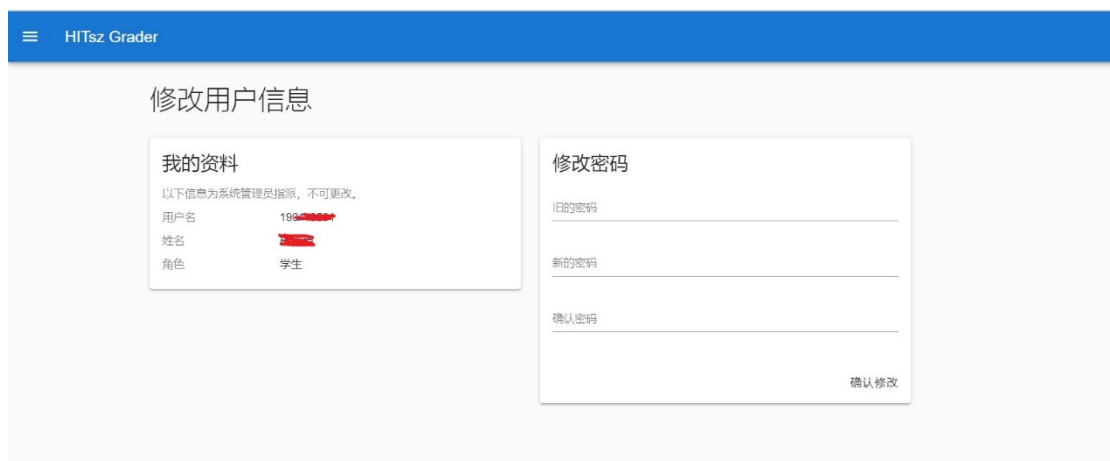 HITsz Grader
修改用户信息
我的资料
以下信息为系统管理员指派，不可更改。
用户名
姓名
角色 学生
修改密码
旧的密码
新的密码
确认密码
确认修改